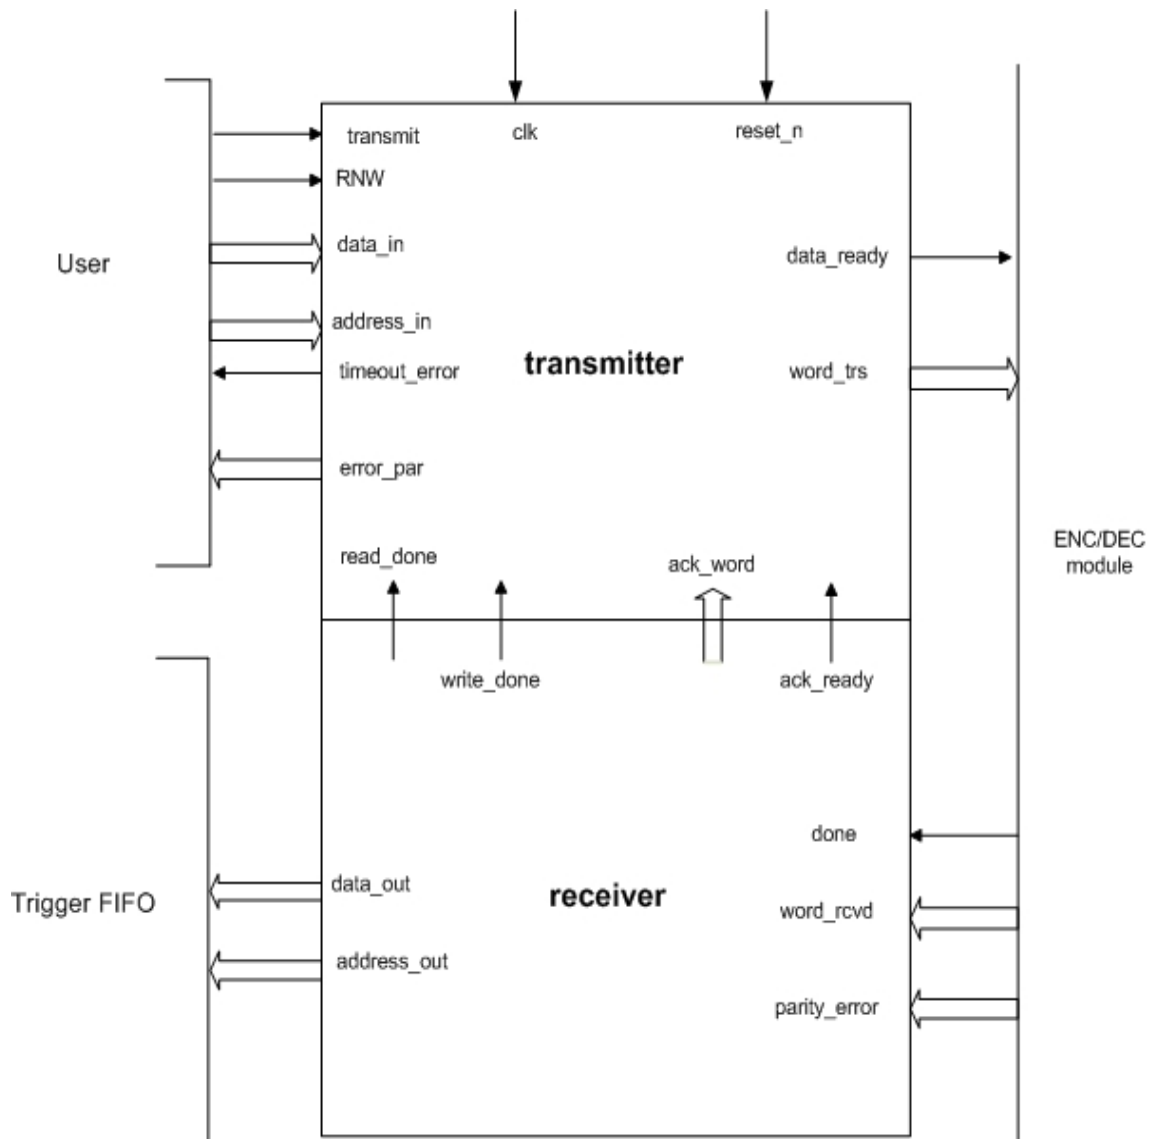 transmit
clk
reset_n
RNW
data_in
User
data_ready
address_in
transmitter
timeout_error
word_trs
error_par
read_done
ack_word
ENC/DEC
module
write_done
ack_ready
done
data_out
receiver
Trigger FIFO
word_rcvd
address_out
parity_error